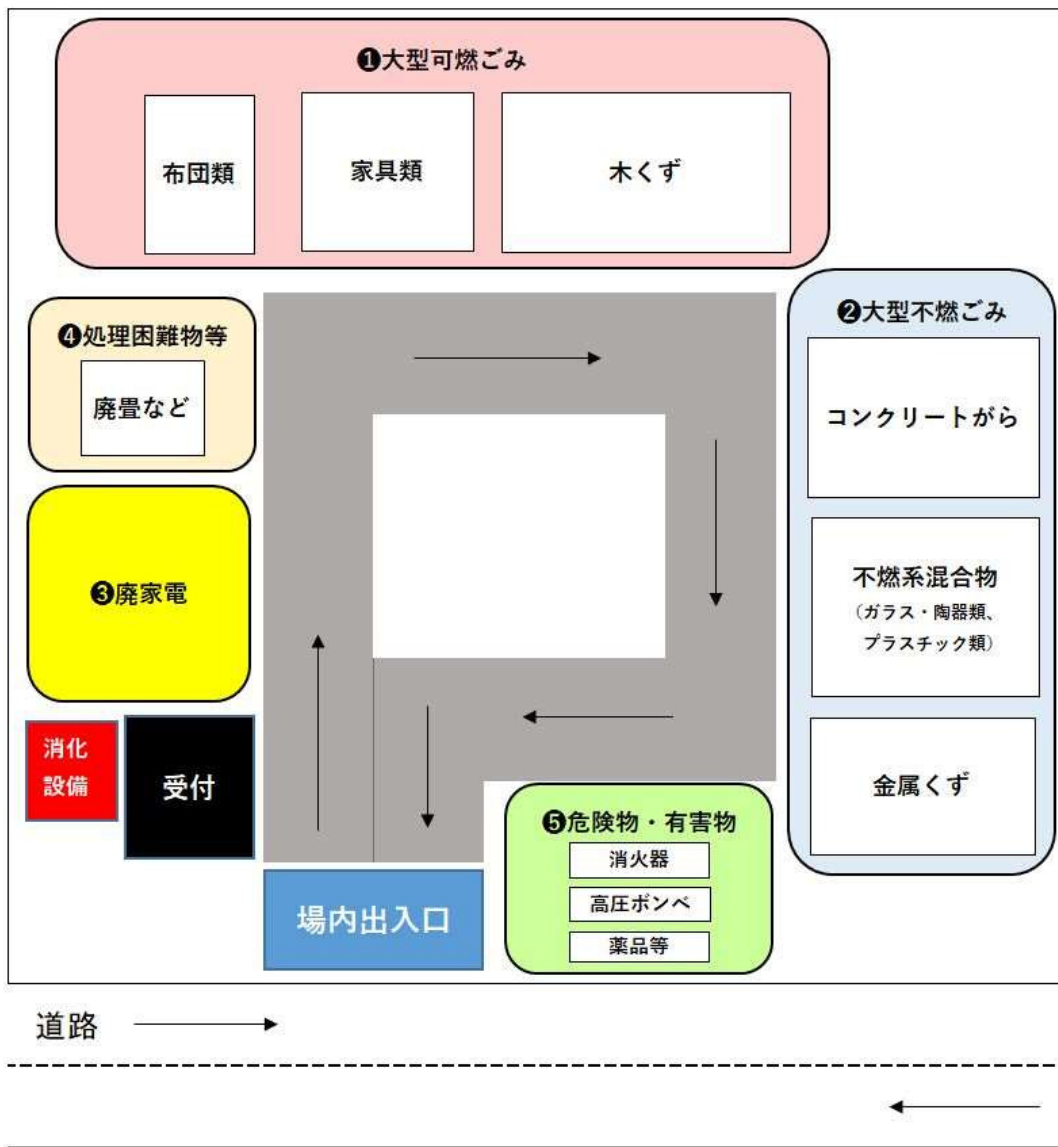 ❶大型可燃ごみ
布団類
家具類
木くず
❹処理困難物等
廃畳など
❷大型不燃ごみ
コンクリートがら
❸廃家電
不燃系混合物
（ガラス・陶器類、
プラスチック類）
消化
設備
受付
金属くず
❺危険物・有害物
消火器
高圧ボンベ
薬品等
場内出入口
道路